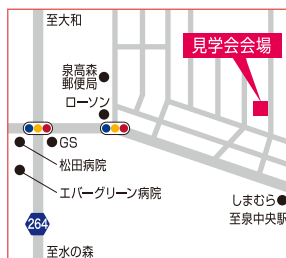 至大和
見学会会場
泉高森
郵便局
ローソン
GS
松田病院
エバーグリーン病院
しまむら
264
至泉中央駅
至水の森